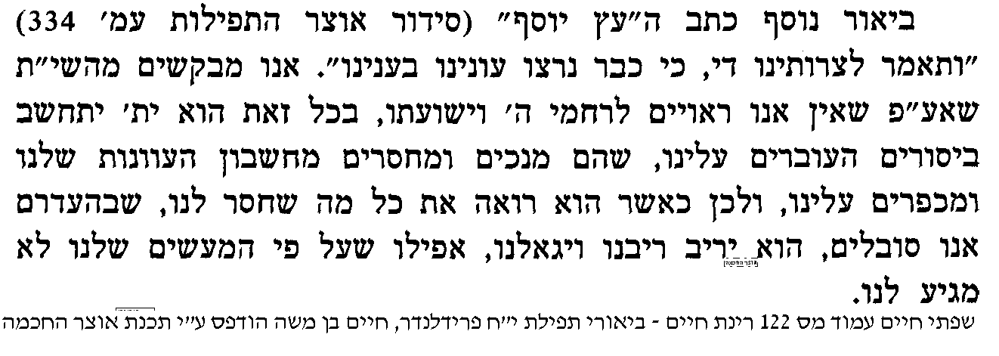 ביאור נוסף כתב ה״עץ יוסף״ (סידור אוצר התפילות עמ׳ 334)
״ותאמר לצרותינו די, כי כבר נרצו עונינו בענינו״. אנו מבקשים מהשי״ת
שאע״פ שאין אנו ראויים לרחמי ה׳ וישועתו, בכל זאת הוא ית׳ יתחשב
ביסורים העוברים עלינו, שהם מנכים ומחסרים מחשבון העוונות שלנו
ומכפרים עלינו, ולכן כאשר הוא רואה את כל מה שחסר לנו, שבהעדרם
אנו סובלים, הוא יריב ריבנו ויגאלנו, אפילו שעל פי המעשים שלנו לא
אוצר החכמה
מגיע לנו.
שפתי חיים עמוד מס 122 רינת חיים - ביאורי תפילת י״ח פרידלנדר, חיים בן משה הודפס ע״י תכנת אוצר החכמה